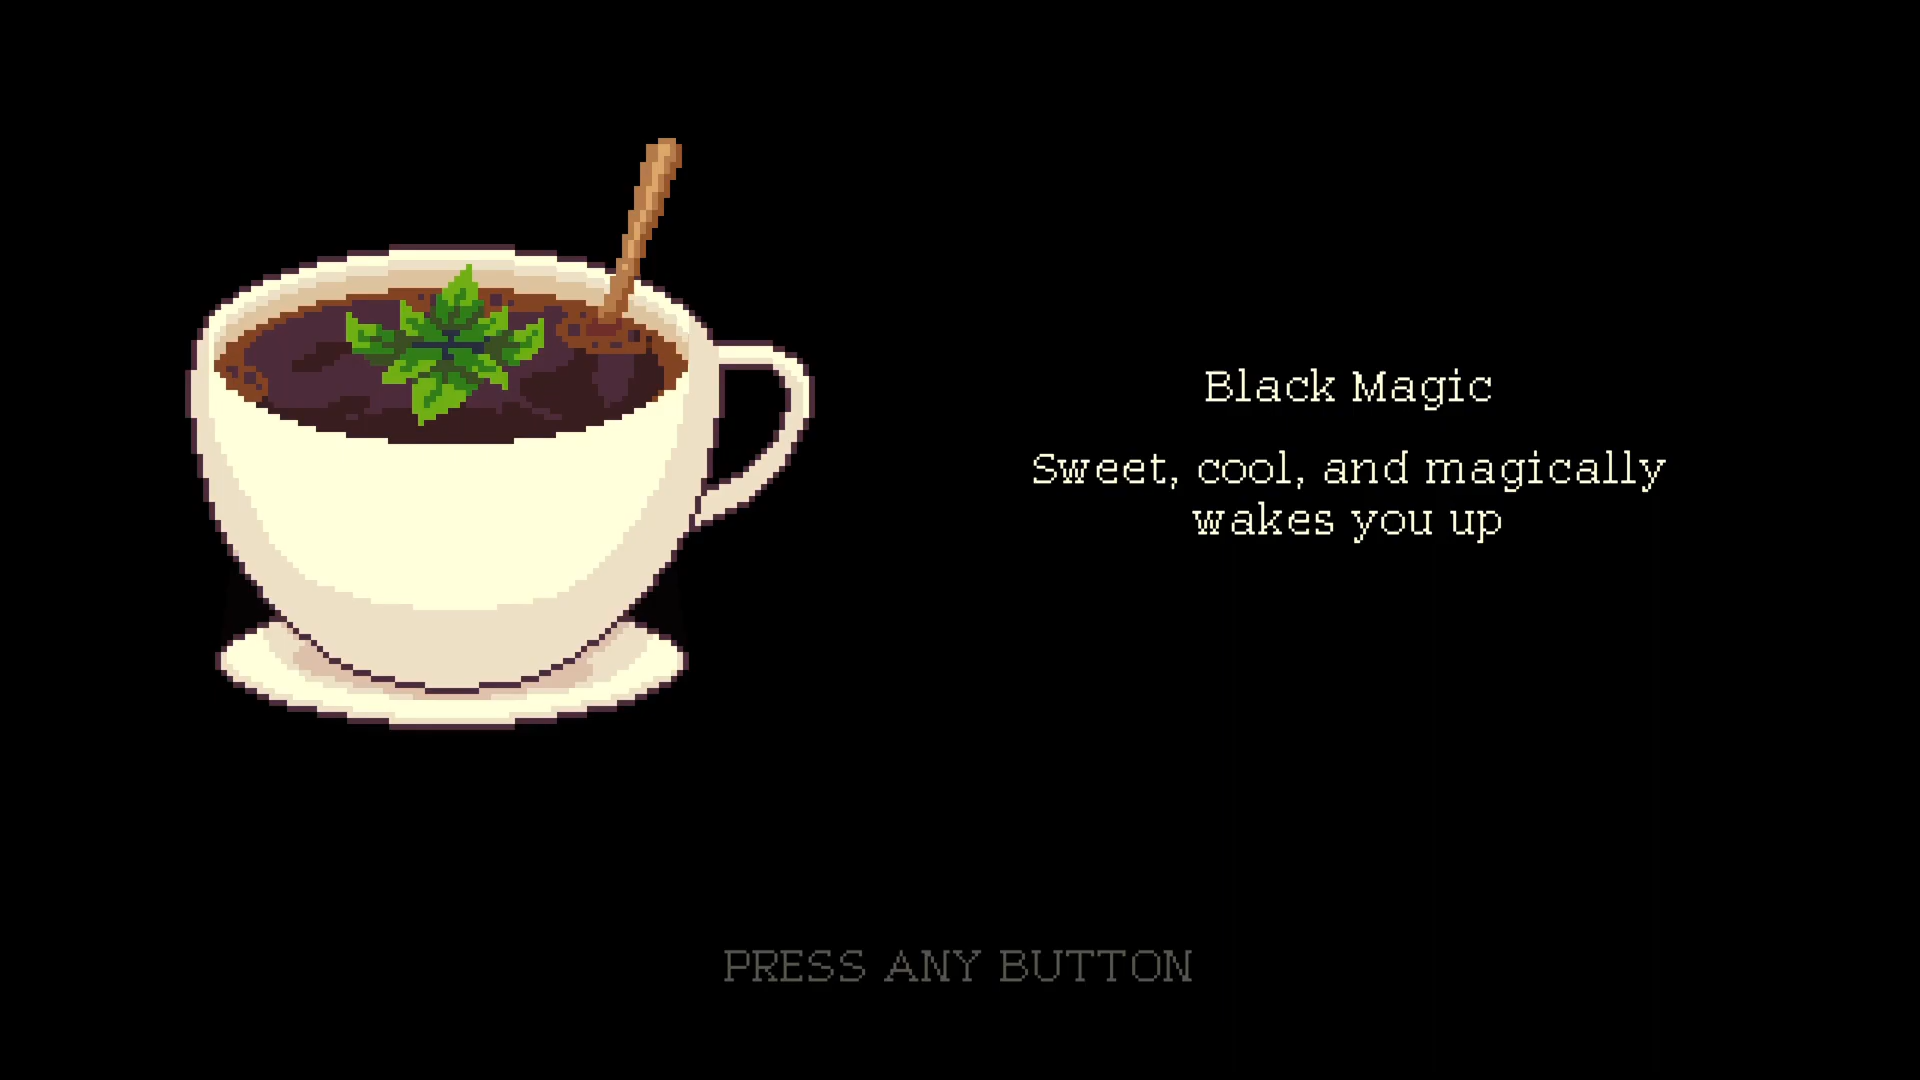 Black Magic
Sweet, cool, and magically
wakes you up
PRESS ANY BUTTON